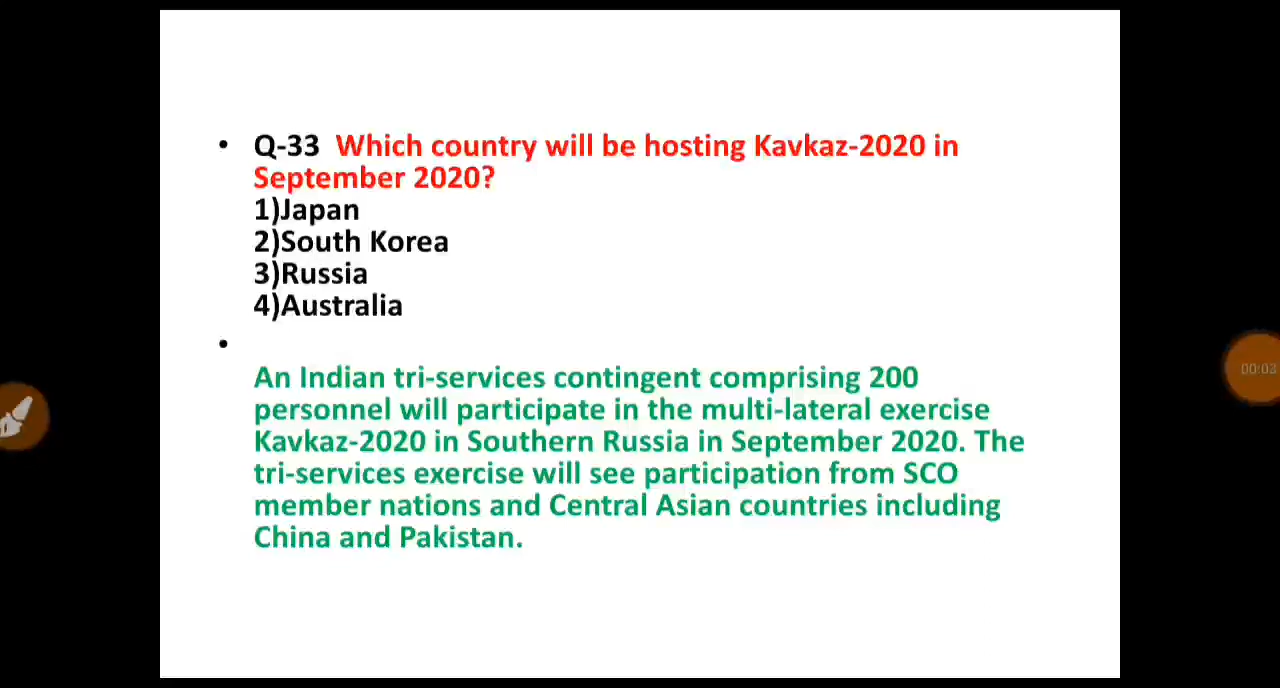 Q-33 Which country will be hosting Kavkaz-2020 in
September 2020?
1)Japan
2)South Korea
3)Russia
4)Australia
An Indian tri-services contingent comprising 200
personnel will participate in the multi-lateral exercise
Kavkaz-2020 in Southern Russia in September 2020. The
tri-services exercise will see participation from SCO
member nations and Central Asian countries including
China and Pakistan.